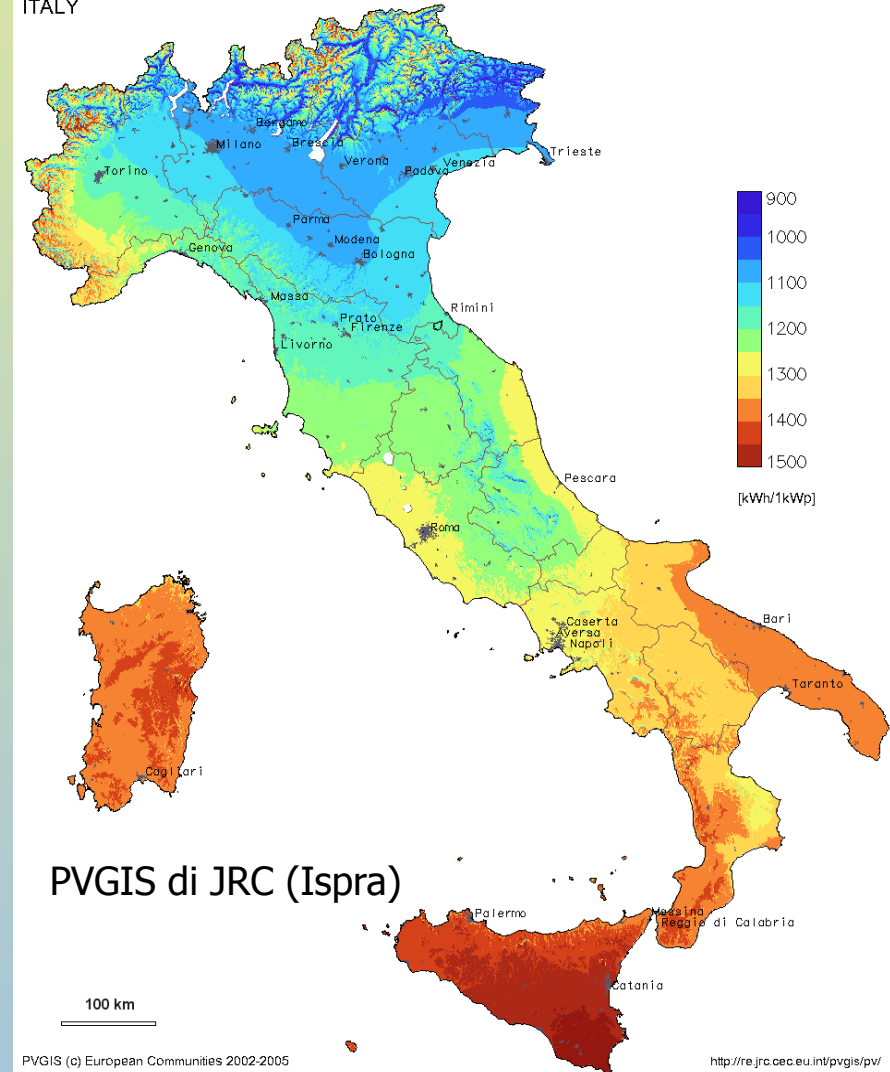 ITALY
Bergamo
Milano
Brescia
Trieste
Verona
Venezia
Padova
Torino
900
1000
1100
1200
1300
1400
1500
[kWh/1kWp]
Parma
Modena
Genova
Bologna
Massa
Rimini
Prato
Firenze
Livorno
Pescara
Roma
Caserta
Aversa
Napoli
Bari
Taranto
Cagliari
PVGIS di JRC (Ispra)
Palermo
Messina
Reggio di Calabria
Catania
100 km
PVGIS (c) European Communities 2002-2005
http://re.jrc.cec.eu.int/pvgis/pv/